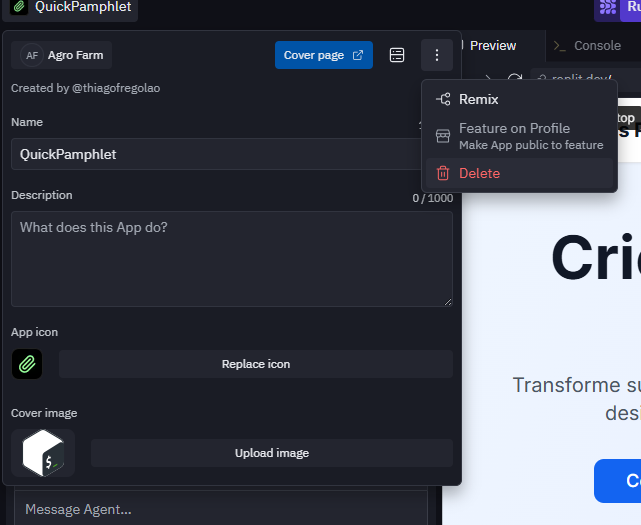 QuickPamphlet
Ru
AF Agro Farm
Cover page
Preview
>_ Console
Created by @thiagofregolao
replit.dev/
Remix
Name
top
Feature on Profile
Make App public to feature
QuickPamphlet
Delete
Description
0 / 1000
What does this App do?
Cri
App icon
Replace icon
Transforme su
desi
Cover image
$
Upload image
Message Agent...